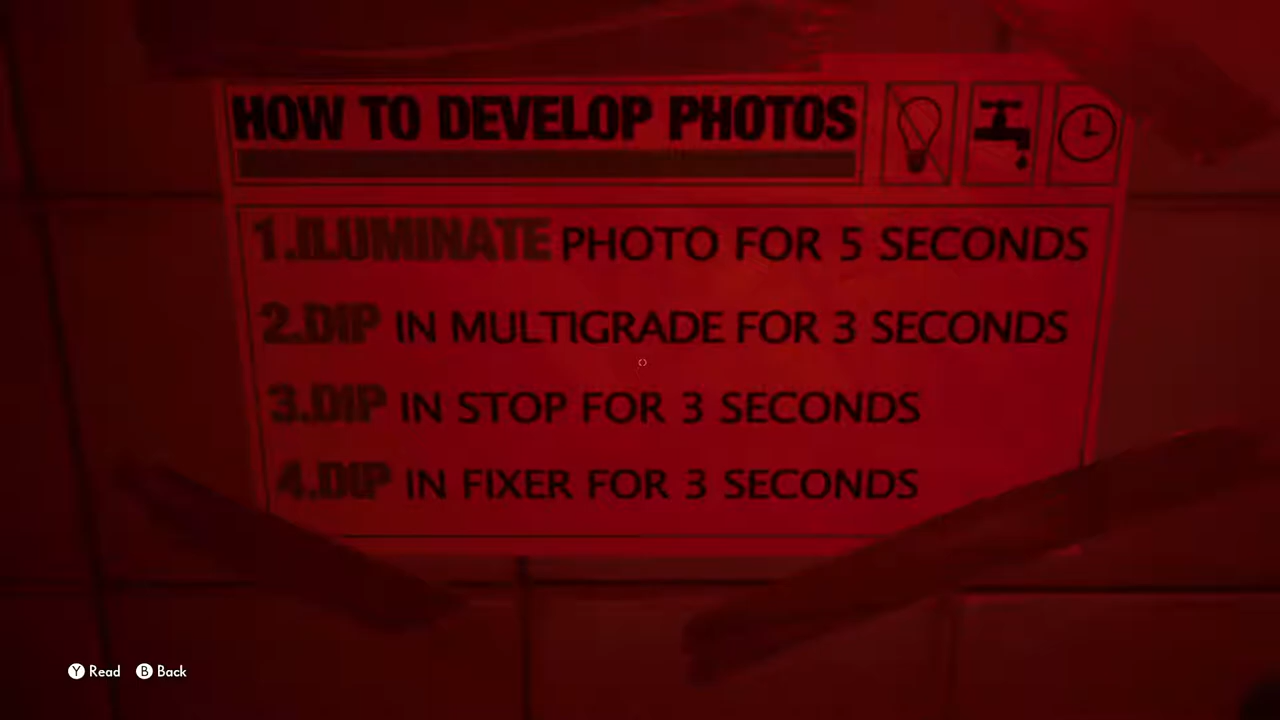 HOW TO DEVELOP PHOTOS
1.ILUMINATE PHOTO FOR 5 SECONDS
2.DIP IN MULTIGRADE FOR 3 SECONDS
3.DIP IN STOP FOR 3 SECONDS
4.DIP IN FIXER FOR 3 SECONDS
Y Read B Back